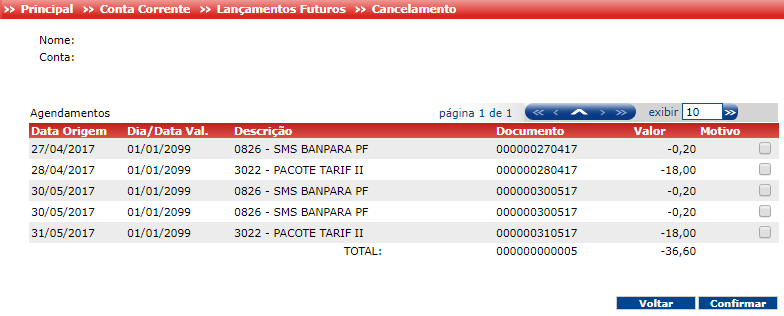 >> Principal >> Conta Corrente >> Lançamentos Futuros >> Cancelamento
Nome:
Conta:
Agendamentos página 1 de 1 << < > >> exibir 10 >>
Data Origem Dia/Data Val. Descrição Documento Valor Motivo
27/04/2017 01/01/2099 0826 - SMS BANPARA PF 000000270417 -0,20
28/04/2017 01/01/2099 3022 - PACOTE TARIF II 000000280417 -18,00
30/05/2017 01/01/2099 0826 - SMS BANPARA PF 000000300517 -0,20
30/05/2017 01/01/2099 0826 - SMS BANPARA PF 000000300517 -0,20
31/05/2017 01/01/2099 3022 - PACOTE TARIF II 000000310517 -18,00
TOTAL: 000000000005 -36,60
Voltar Confirmar